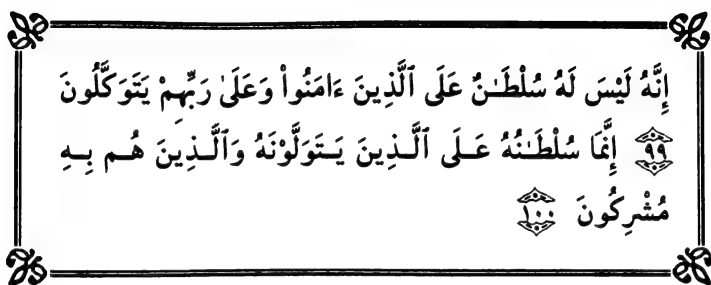 إِنَّهُ لَيْسَ لَهُ سُلْطَـٰنٌ عَلَى ٱلَّذِينَ ءَامَنُوا۟ وَعَلَىٰ رَبِّهِمْ يَتَوَكَّلُونَ
٩٩ إِنَّمَا سُلْطَـٰنُهُ عَلَى ٱلَّذِينَ يَتَوَلَّوْنَهُ وَٱلَّذِينَ هُم بِهِ
مُشْرِكُونَ ١٠٠